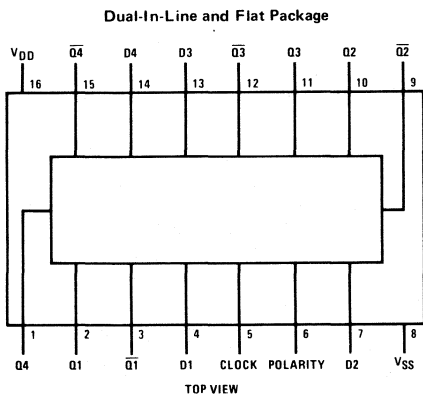 Dual-In-Line and Flat Package
VDD Q4 D4 D3 Q3 Q3 Q2 Q2
16 15 14 13 12 11 10 9
1 2 3 4 5 6 7 8
Q4 Q1 Q1 D1 CLOCK POLARITY D2 VSS
TOP VIEW